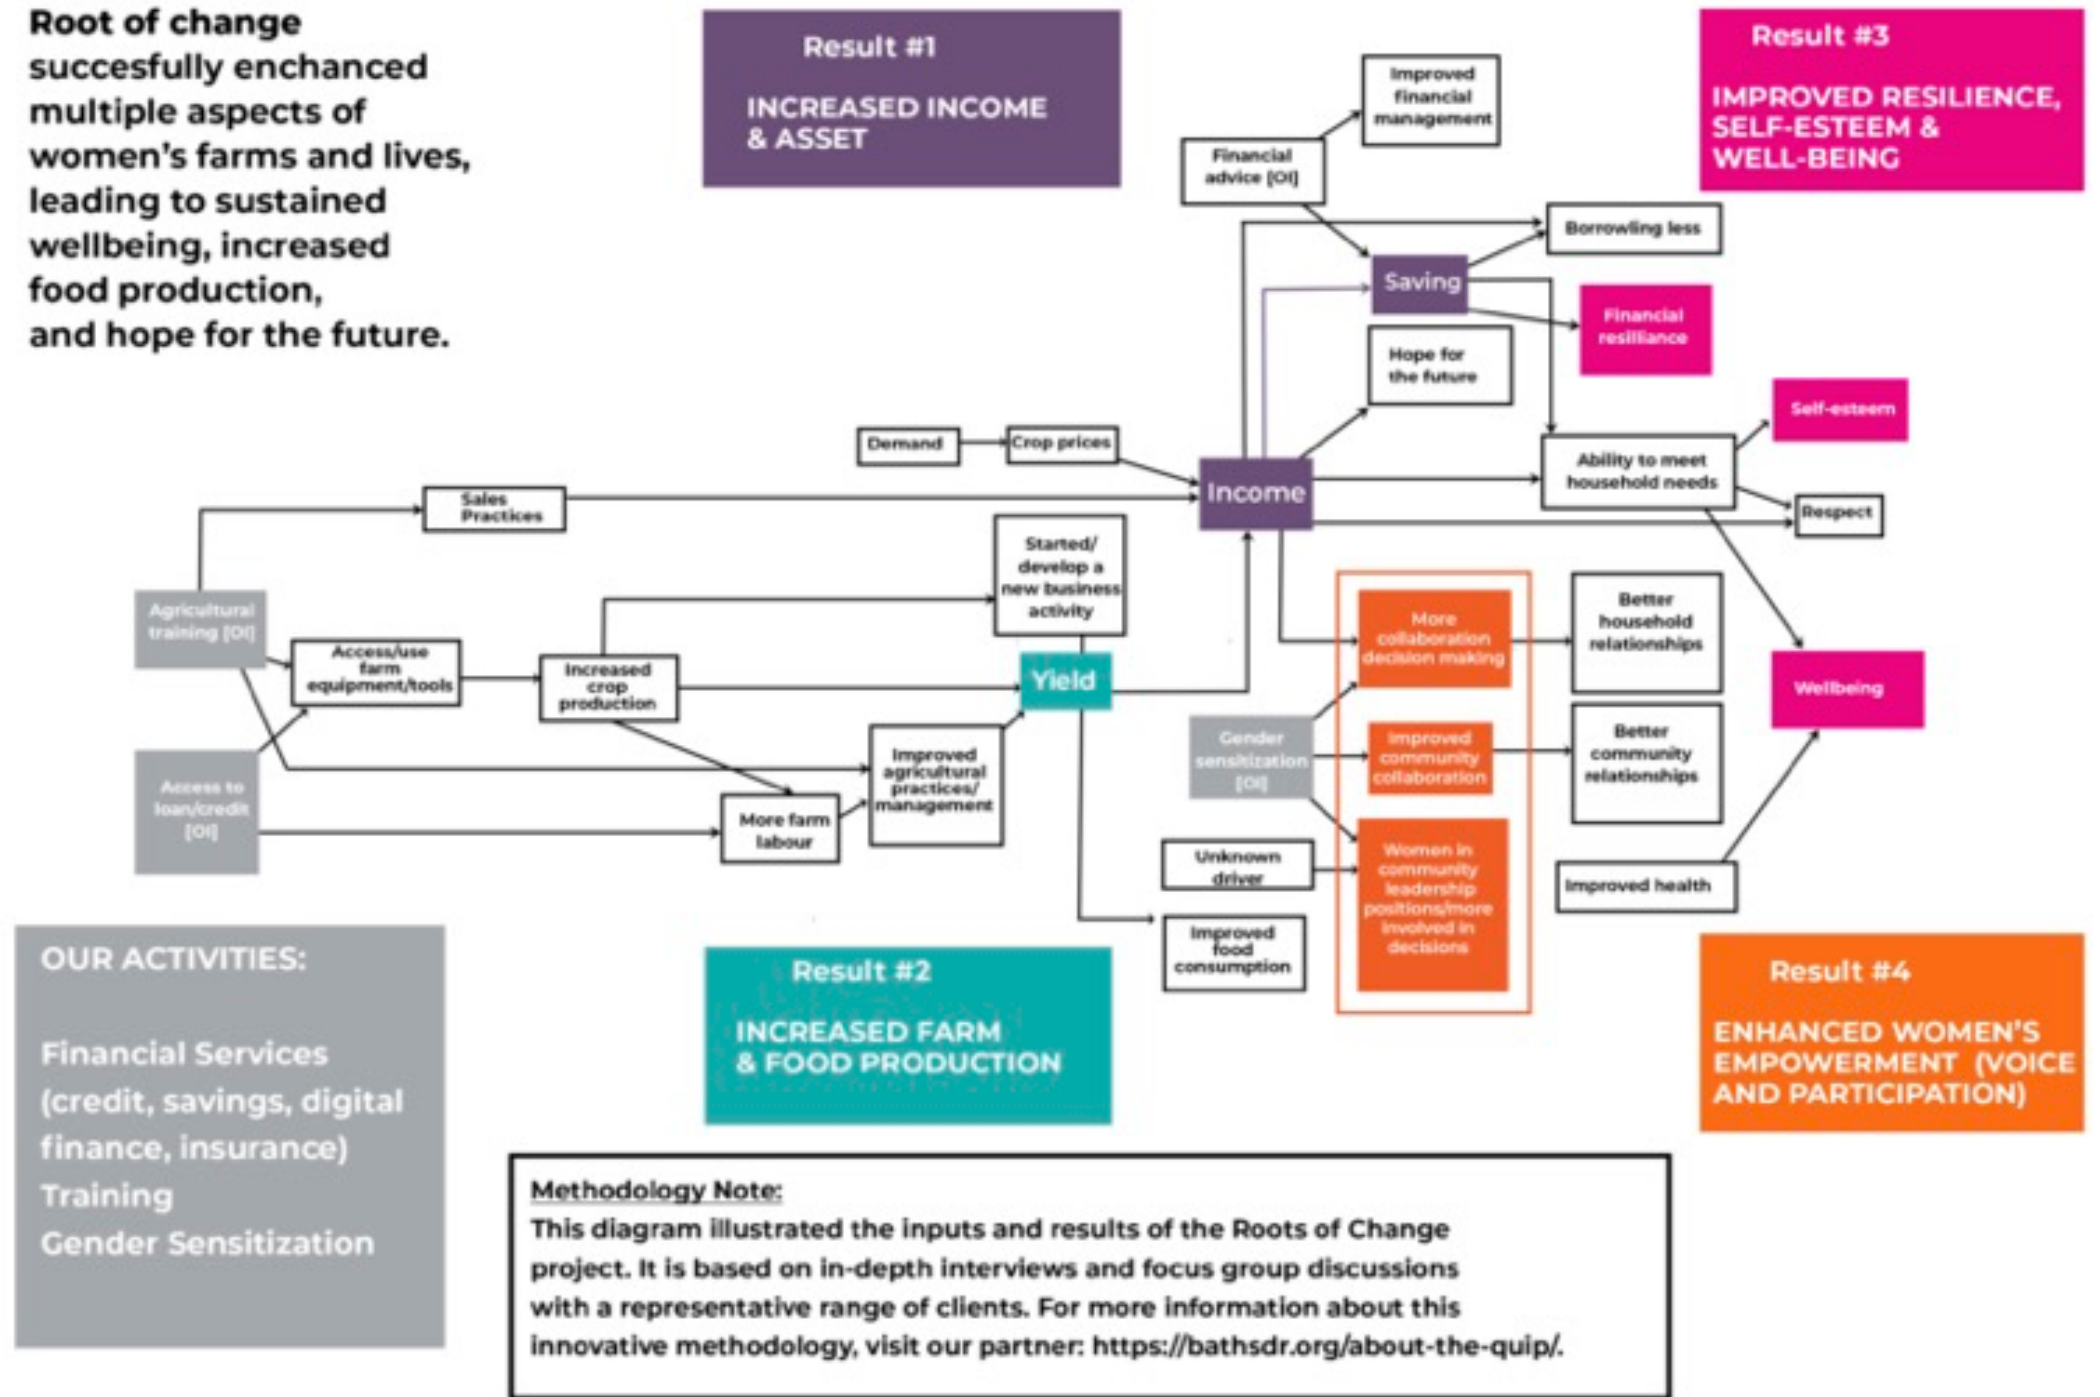 Root of change
succesfully enchanced
multiple aspects of
women's farms and lives,
leading to sustained
wellbeing, increased
food production,
and hope for the future.
Result #1
INCREASED INCOME
& ASSET
Result #3
IMPROVED RESILIENCE,
SELF-ESTEEM &
WELL-BEING
Improved
financial
management
Financial
advice [OI]
Borrowling less
Saving
Financial
resilliance
Hope for
the future
Self-esteem
Demand
Crop prices
Ability to meet
household needs
Income
Sales
Practices
Respect
Started/
develop a
new business
activity
Agricultural
training [OI]
Access/use
farm
equipment/tools
Increased
crop
production
Yield
More
collaboration
decision making
Better
household
relationships
Wellbeing
Gender
sensitization
[OI]
Improved
community
collaboration
Better
community
relationships
Improved
agricultural
practices/
management
Access to
loan/credit
[OI]
More farm
labour
Unknown
driver
Women in
community
leadership
positions/more
involved in
decisions
Improved health
Improved
food
consumption
OUR ACTIVITIES:
Financial Services
(credit, savings, digital
finance, insurance)
Training
Gender Sensitization
Result #2
INCREASED FARM
& FOOD PRODUCTION
Result #4
ENHANCED WOMEN'S
EMPOWERMENT (VOICE
AND PARTICIPATION)
Methodology Note:
This diagram illustrated the inputs and results of the Roots of Change
project. It is based on in-depth interviews and focus group discussions
with a representative range of clients. For more information about this
innovative methodology, visit our partner: https://bathsdr.org/about-the-quip/.